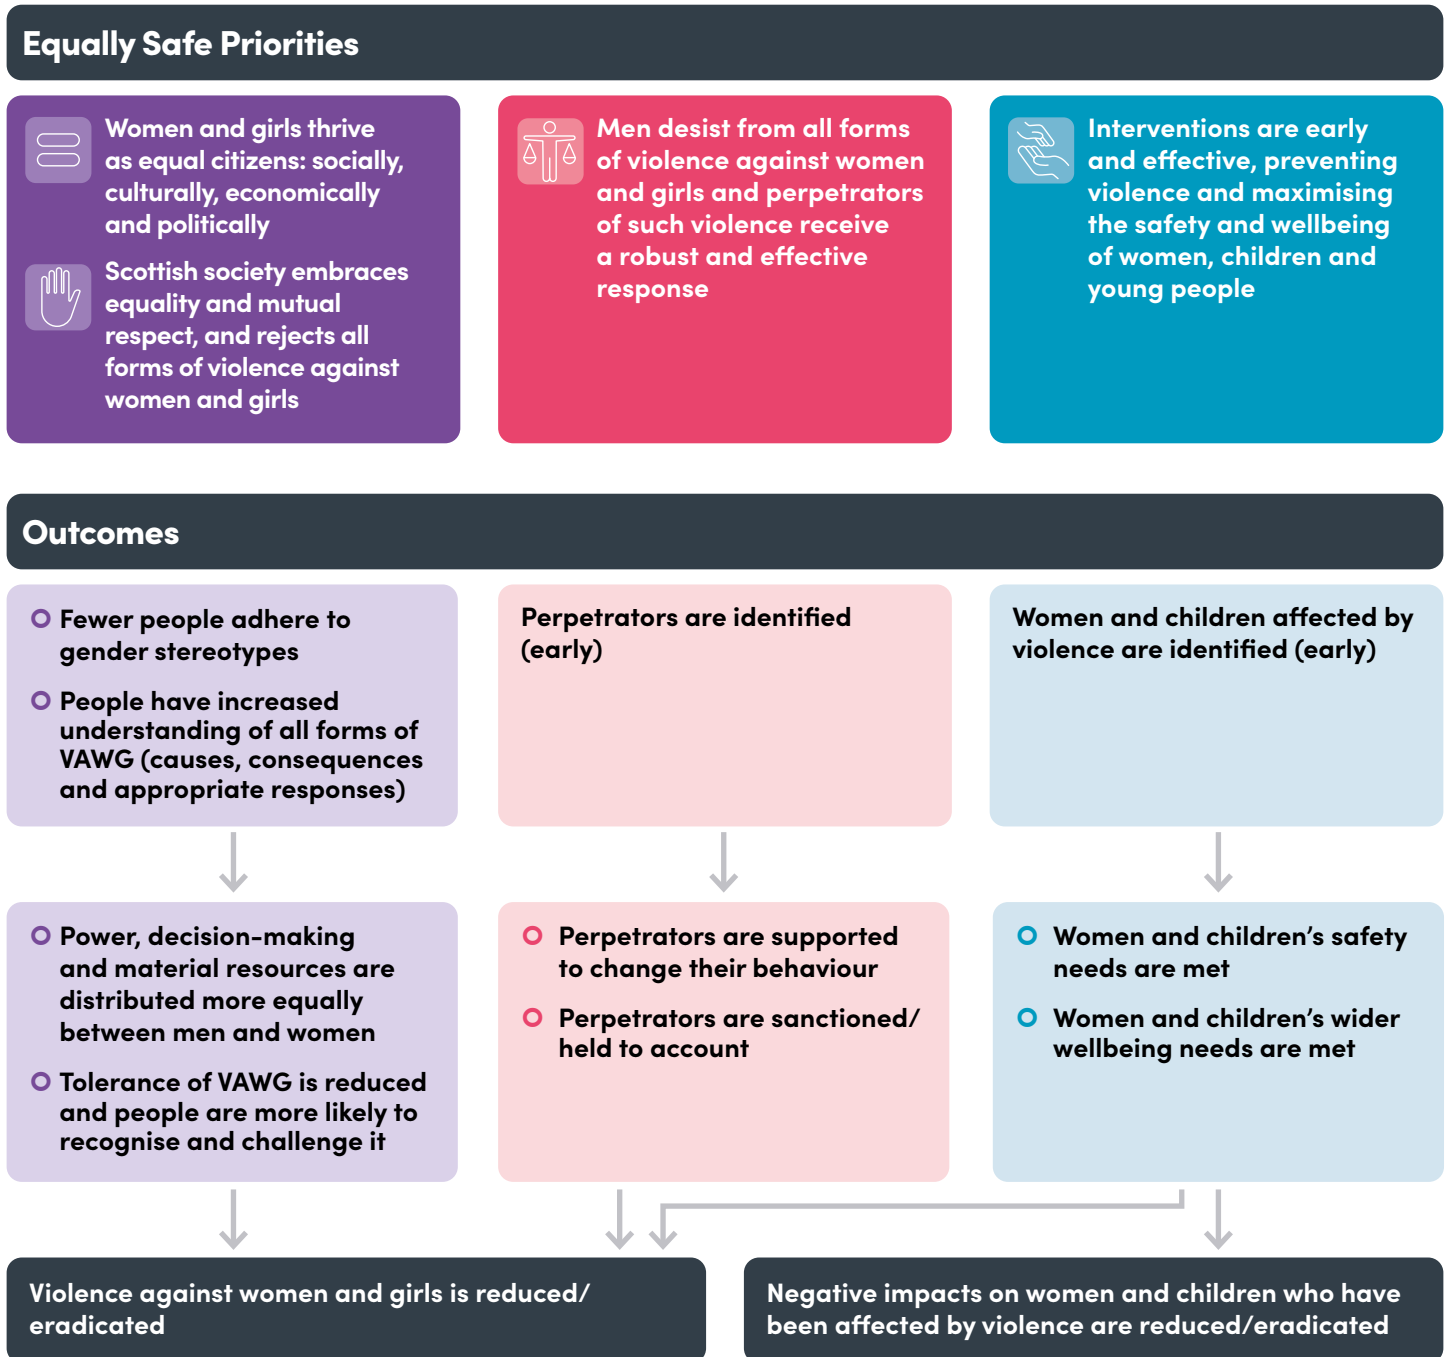 Equally Safe Priorities
Women and girls thrive
as equal citizens: socially,
culturally, economically
and politically
Scottish society embraces
equality and mutual
respect, and rejects all
forms of violence against
women and girls
Men desist from all forms
of violence against women
and girls and perpetrators
of such violence receive
a robust and effective
response
Interventions are early
and effective, preventing
violence and maximising
the safety and wellbeing
of women, children and
young people
Outcomes
Fewer people adhere to
gender stereotypes
People have increased
understanding of all forms of
VAWG (causes, consequences
and appropriate responses)
Perpetrators are identified
(early)
Women and children affected by
violence are identified (early)
Power, decision-making
and material resources are
distributed more equally
between men and women
Tolerance of VAWG is reduced
and people are more likely to
recognise and challenge it
Perpetrators are supported
to change their behaviour
Perpetrators are sanctioned/
held to account
Women and children’s safety
needs are met
Women and children’s wider
wellbeing needs are met
Violence against women and girls is reduced/
eradicated
Negative impacts on women and children who have
been affected by violence are reduced/eradicated